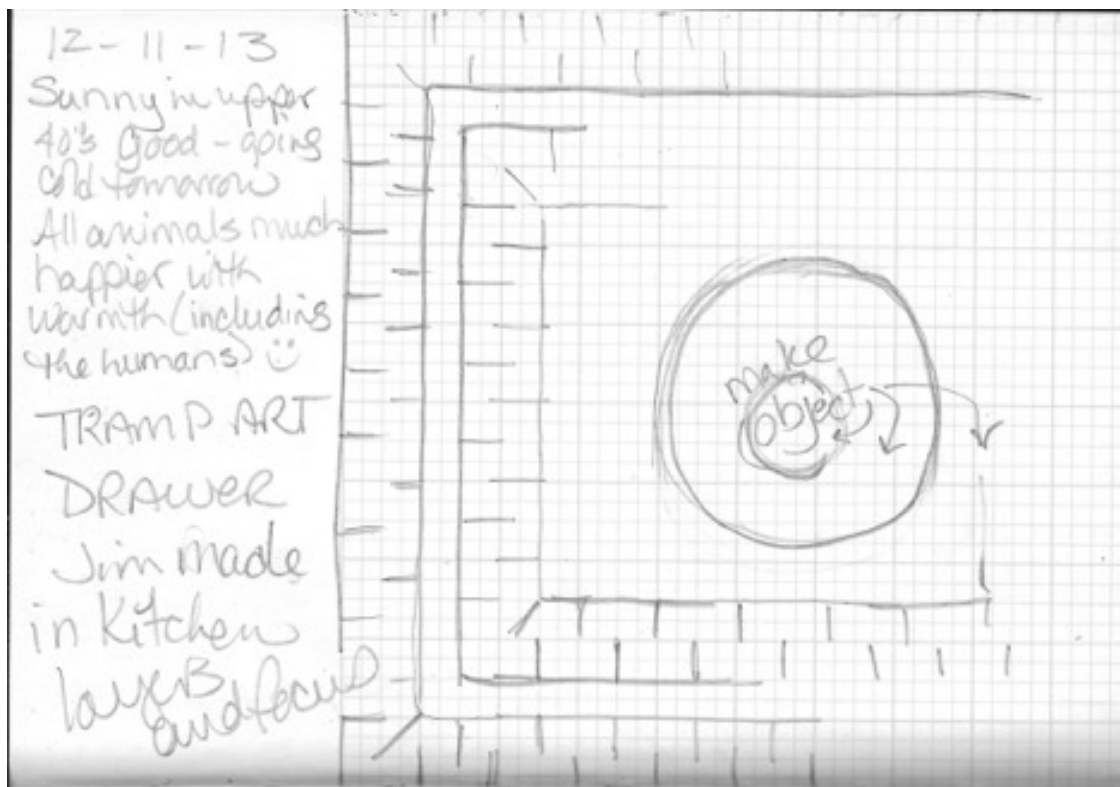 12-11-13
Sunny in upper
40's Good - going
cold tomorrow
All animals much
happier with
warmth (including
the humans)
TRAMP ART
DRAWER
Jim made
in Kitchen
layers
and focus
make
object